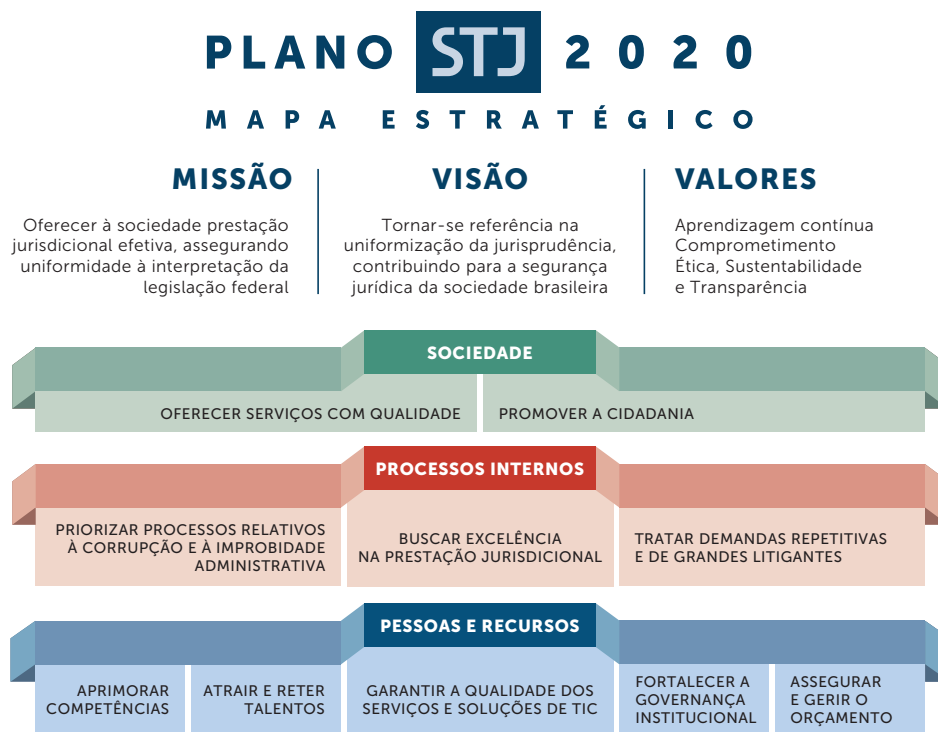 PLANO STJ 2020
MAPA ESTRATÉGICO
MISSÃO
Oferecer à sociedade prestação
jurisdicional efetiva, assegurando
uniformidade à interpretação da
legislação federal
VISÃO
Tornar-se referência na
uniformização da jurisprudência,
contribuindo para a segurança
jurídica da sociedade brasileira
VALORES
Aprendizagem contínua
Comprometimento
Ética, Sustentabilidade
e Transparência
SOCIEDADE
OFERECER SERVIÇOS COM QUALIDADE
PROMOVER A CIDADANIA
PROCESSOS INTERNOS
PRIORIZAR PROCESSOS RELATIVOS
À CORRUPÇÃO E À IMPROBIDADE
ADMINISTRATIVA
BUSCAR EXCELÊNCIA
NA PRESTAÇÃO JURISDICIONAL
TRATAR DEMANDAS REPETITIVAS
E DE GRANDES LITIGANTES
PESSOAS E RECURSOS
APRIMORAR
COMPETÊNCIAS
ATRAIR E RETER
TALENTOS
GARANTIR A QUALIDADE DOS
SERVIÇOS E SOLUÇÕES DE TIC
FORTALECER A
GOVERNANÇA
INSTITUCIONAL
ASSEGURAR
E GERIR O
ORÇAMENTO